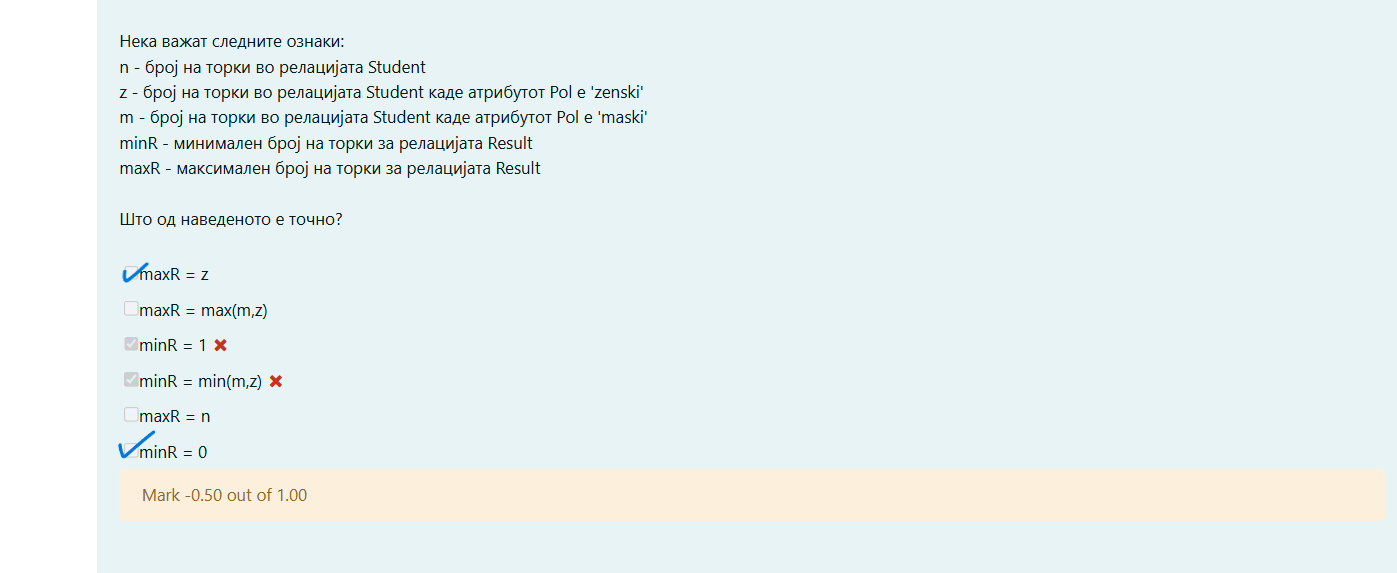 Нека важат следните ознаки:
n - број на торки во релацијата Student
z - број на торки во релацијата Student каде атрибутот Pol е 'zenski'
m - број на торки во релацијата Student каде атрибутот Pol е 'maski'
minR - минимален број на торки за релацијата Result
maxR - максимален број на торки за релацијата Result
Што од наведеното е точно?
maxR = z
maxR = max(m,z)
minR = 1
minR = min(m,z)
maxR = n
minR = 0
Mark -0.50 out of 1.00